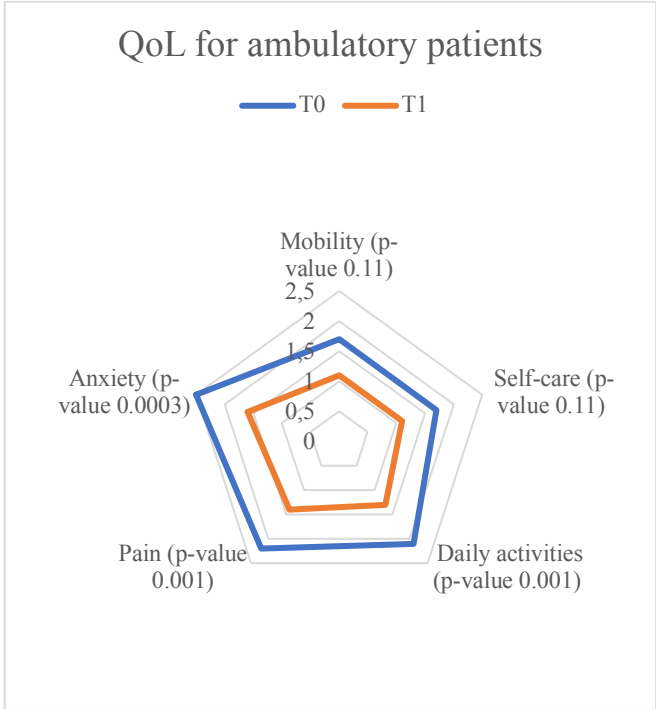 QoL for ambulatory patients
T0
T1
Mobility (p-
value 0.11)
2,5
2
1,5
1
0,5
0
Anxiety (p-
value 0.0003)
Self-care (p-
value 0.11)
Pain (p-value
0.001)
Daily activities
(p-value 0.001)